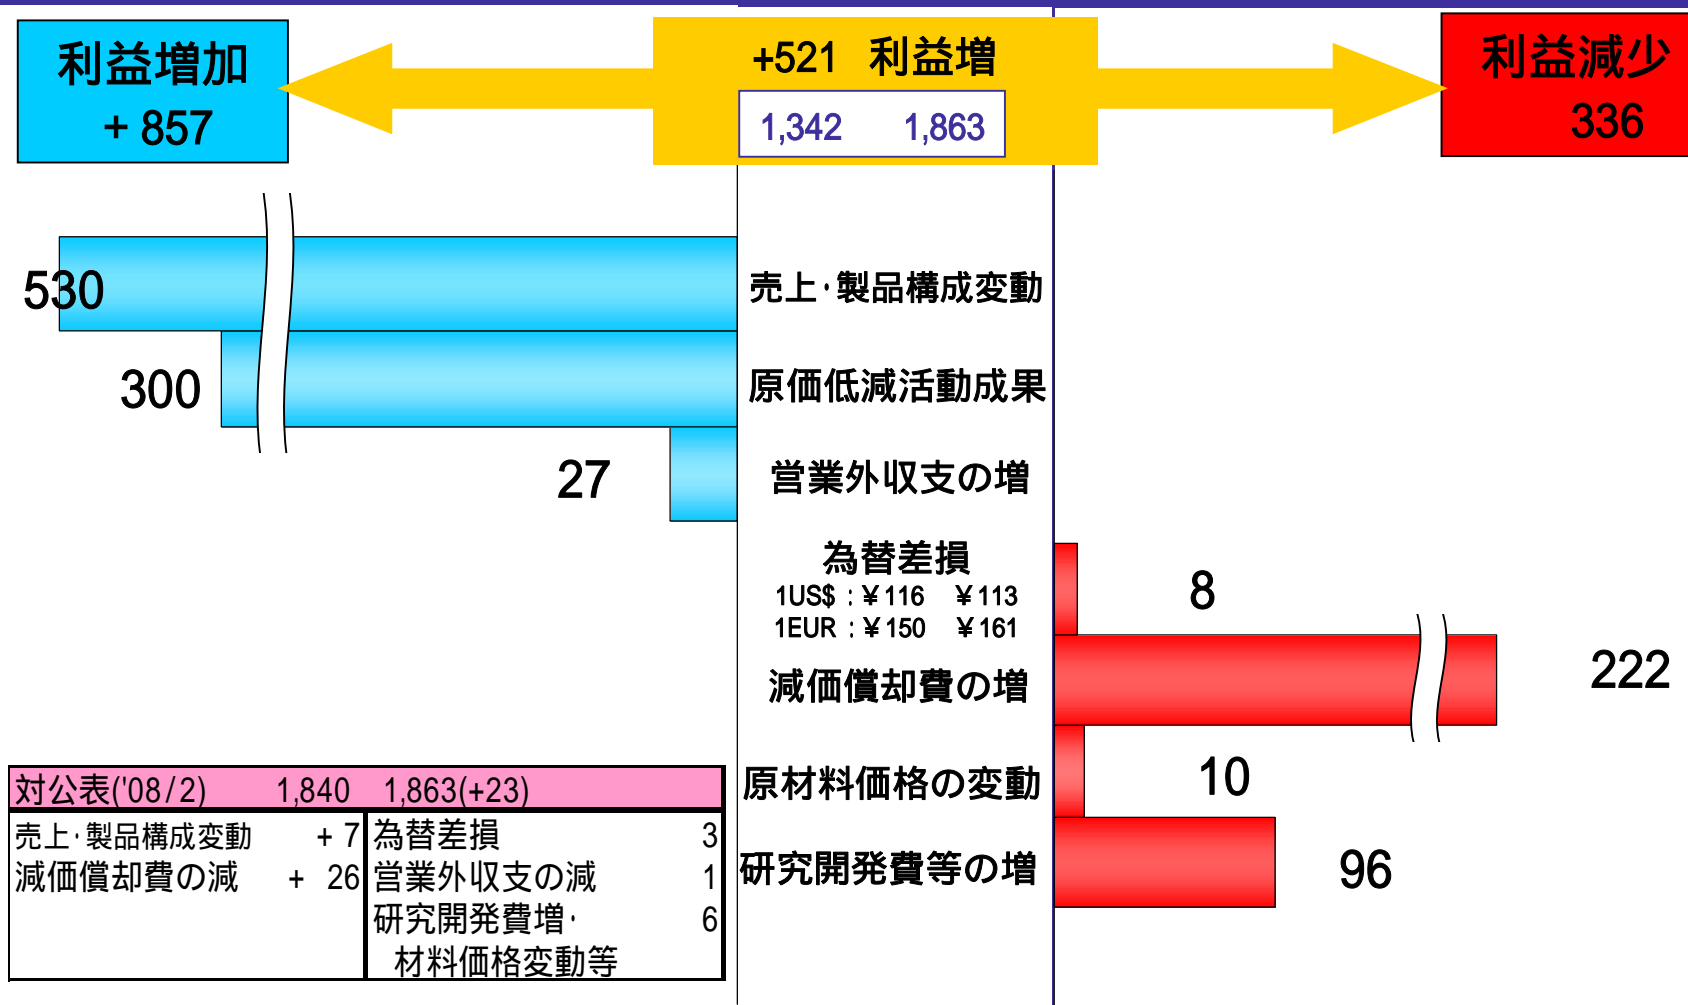 利益増加
+ 857
+521 利益増
1,342 1,863
利益減少
336
530
売上・製品構成変動
300
原価低減活動成果
27
営業外収支の増
為替差損
1US$ : ¥116 ¥113
1EUR : ¥150 ¥161
8
減価償却費の増
222
原材料価格の変動
10
研究開発費等の増
96
対公表('08/2) 1,840 1,863(+23)
売上・製品構成変動 + 7
減価償却費の減 + 26
為替差損 3
営業外収支の減 1
研究開発費増・ 6
材料価格変動等